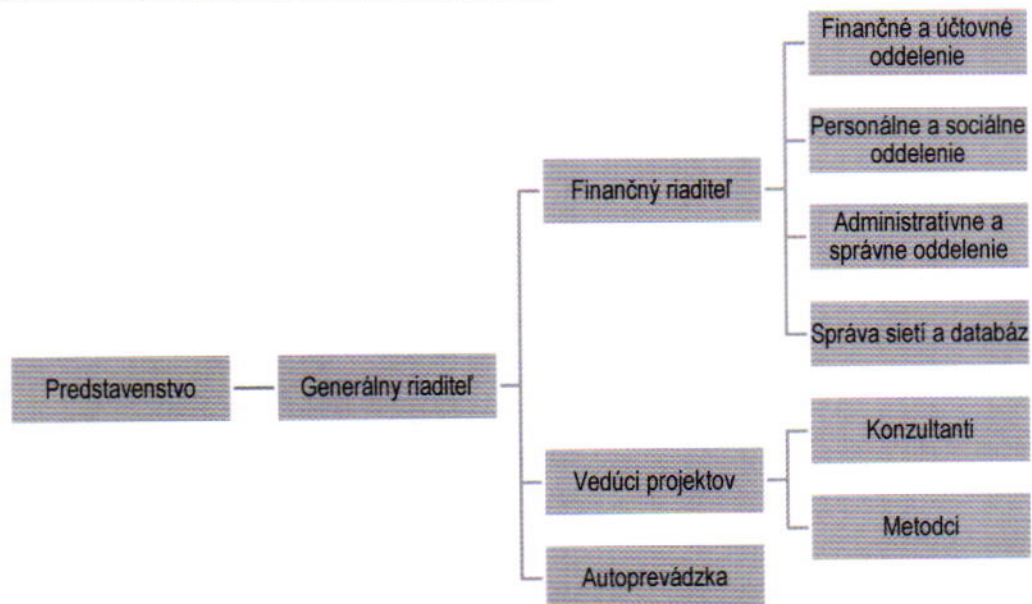 Finančné a účtovné
oddelenie
Personálne a sociálne
oddelenie
Finančný riaditeľ
Administratívne a
správne oddelenie
Správa sietí a databáz
Predstavenstvo
Generálny riaditeľ
Konzultanti
Vedúci projektov
Metodci
Autoprevádzka